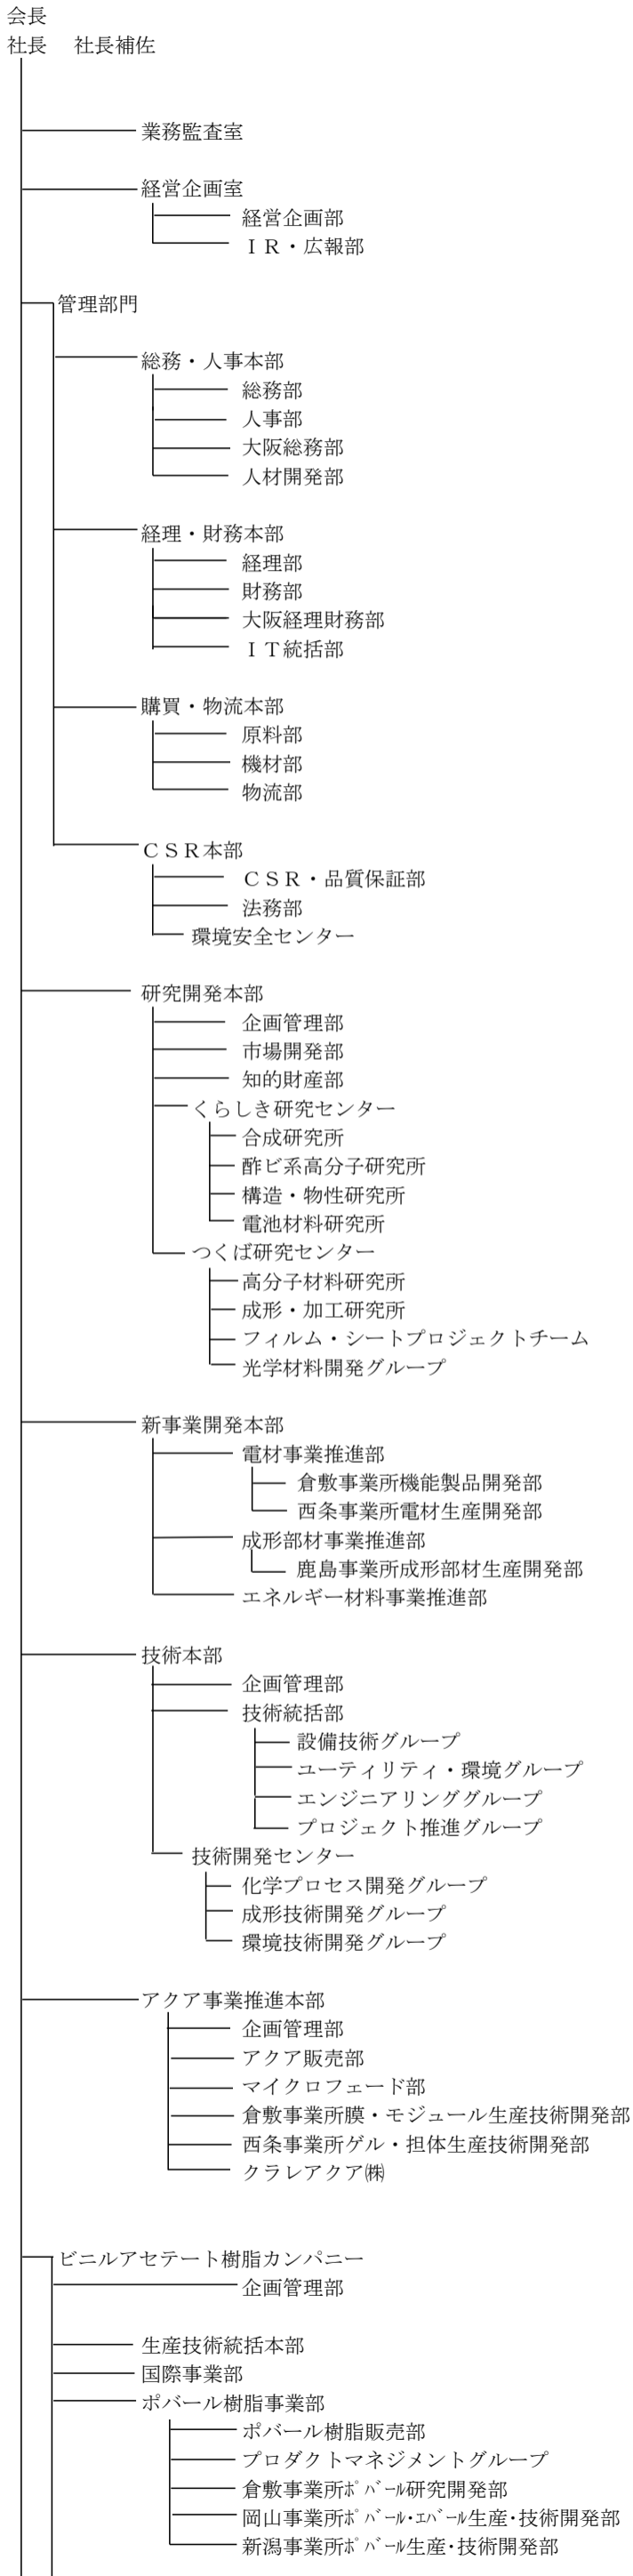 会長
社長　社長補佐
業務監査室
経営企画室
経営企画部
ＩＲ・広報部
管理部門
総務・人事本部
総務部
人事部
大阪総務部
人材開発部
経理・財務本部
経理部
財務部
大阪経理財務部
ＩＴ統括部
購買・物流本部
原料部
機材部
物流部
ＣＳＲ本部
ＣＳＲ・品質保証部
法務部
環境安全センター
研究開発本部
企画管理部
市場開発部
知的財産部
くらしき研究センター
合成研究所
酢ビ系高分子研究所
構造・物性研究所
電池材料研究所
つくば研究センター
高分子材料研究所
成形・加工研究所
フィルム・シートプロジェクトチーム
光学材料開発グループ
新事業開発本部
電材事業推進部
倉敷事業所機能製品開発部
西条事業所電材生産開発部
成形部材事業推進部
鹿島事業所成形部材生産開発部
エネルギー材料事業推進部
技術本部
企画管理部
技術統括部
設備技術グループ
ユーティリティ・環境グループ
エンジニアリンググループ
プロジェクト推進グループ
技術開発センター
化学プロセス開発グループ
成形技術開発グループ
環境技術開発グループ
アクア事業推進本部
企画管理部
アクア販売部
マイクロフェード部
倉敷事業所膜・モジュール生産技術開発部
西条事業所ゲル・担体生産技術開発部
クラレアクア㈱
ビニルアセテート樹脂カンパニー
企画管理部
生産技術統括本部
国際事業部
ポバール樹脂事業部
ポバール樹脂販売部
プロダクトマネジメントグループ
倉敷事業所ﾎﾟﾊﾞｰﾙ研究開発部
岡山事業所ﾎﾟﾊﾞｰﾙ･ｴﾊﾞｰﾙ生産･技術開発部
新潟事業所ﾎﾟﾊﾞｰﾙ生産･技術開発部